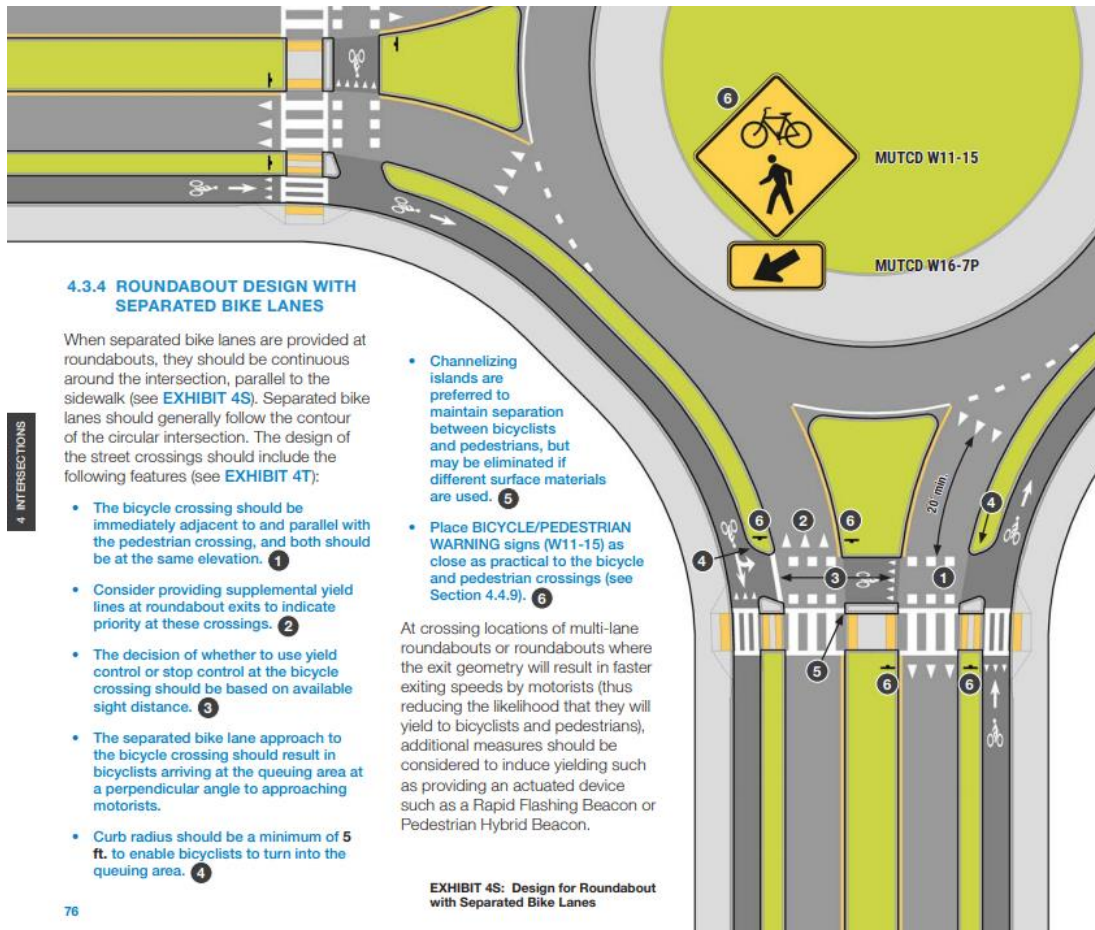 6
MUTCD W11-15
MUTCD W16-7P
4.3.4 ROUNDABOUT DESIGN WITH
SEPARATED BIKE LANES
When separated bike lanes are provided at
roundabouts, they should be continuous
around the intersection, parallel to the
sidewalk (see EXHIBIT 4S). Separated bike
lanes should generally follow the contour
of the circular intersection. The design of
the street crossings should include the
following features (see EXHIBIT 4T):
• The bicycle crossing should be
immediately adjacent to and parallel with
the pedestrian crossing, and both should
be at the same elevation. 1
• Consider providing supplemental yield
lines at roundabout exits to indicate
priority at these crossings. 2
• The decision of whether to use yield
control or stop control at the bicycle
crossing should be based on available
sight distance. 3
• The separated bike lane approach to
the bicycle crossing should result in
bicyclists arriving at the queuing area at
a perpendicular angle to approaching
motorists.
• Curb radius should be a minimum of 5
ft. to enable bicyclists to turn into the
queuing area. 4
• Channelizing
islands are
preferred to
maintain separation
between bicyclists
and pedestrians, but
may be eliminated if
different surface materials
are used. 5
• Place BICYCLE/PEDESTRIAN
WARNING signs (W11-15) as
close as practical to the bicycle
and pedestrian crossings (see
Section 4.4.9). 6
At crossing locations of multi-lane
roundabouts or roundabouts where
the exit geometry will result in faster
exiting speeds by motorists (thus
reducing the likelihood that they will
yield to bicyclists and pedestrians),
additional measures should be
considered to induce yielding such
as providing an actuated device
such as a Rapid Flashing Beacon or
Pedestrian Hybrid Beacon.
EXHIBIT 4S: Design for Roundabout
with Separated Bike Lanes
20' min.
4
6
2
6
4
3
1
5
6
6
4 INTERSECTIONS
76